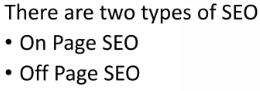 There are two types of SEO
• On Page SEO
• Off Page SEO